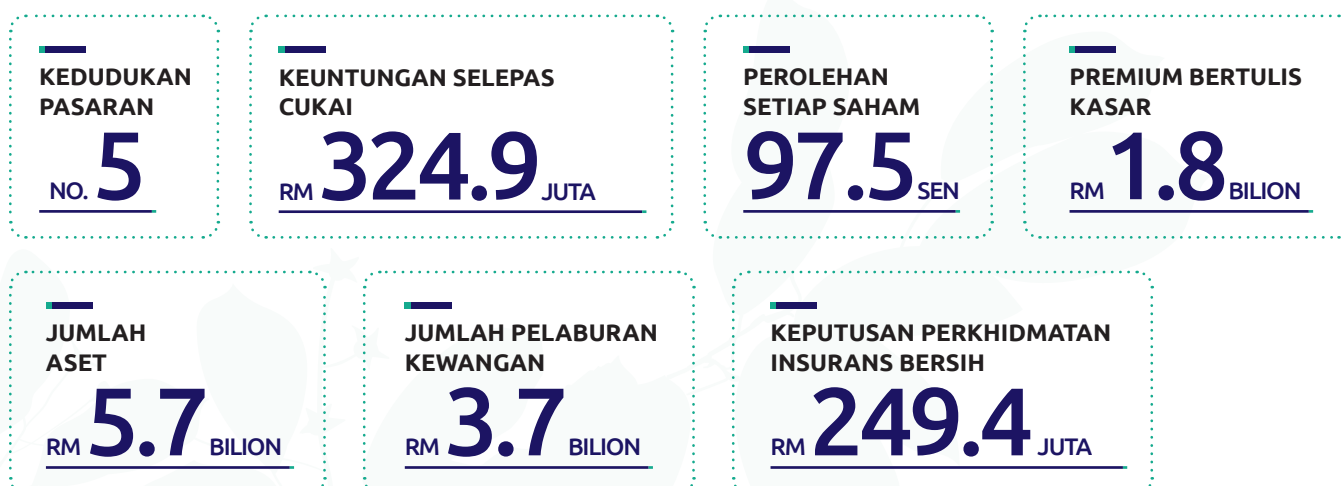 KEDUDUKAN
PASARAN
NO. 5
KEUNTUNGAN SELEPAS
CUKAI
RM 324.9 JUTA
PEROLEHAN
SETIAP SAHAM
97.5 SEN
PREMIUM BERTULIS
KASAR
RM 1.8 BILION
JUMLAH
ASET
RM 5.7 BILION
JUMLAH PELABURAN
KEWANGAN
RM 3.7 BILION
KEPUTUSAN PERKHIDMATAN
INSURANS BERSIH
RM 249.4 JUTA